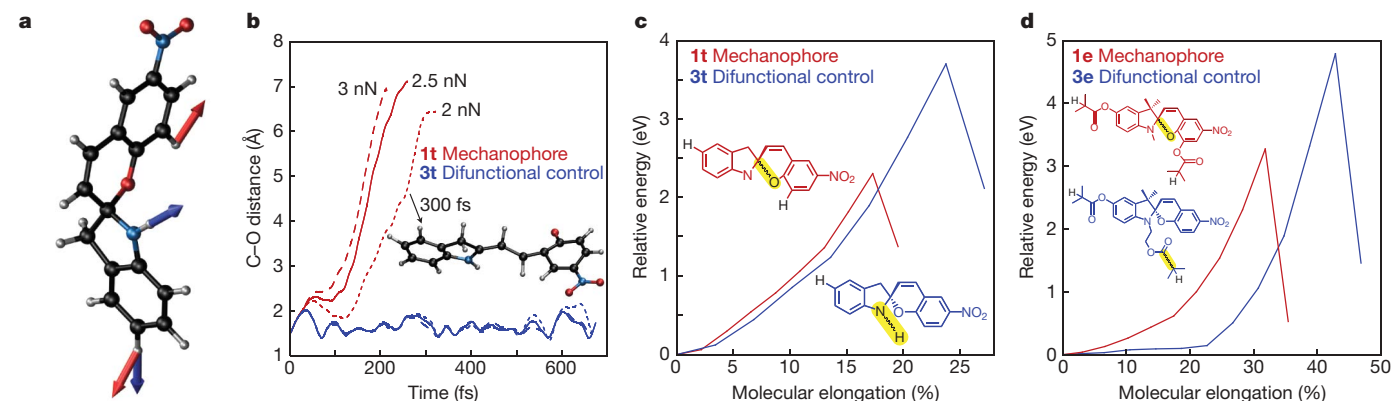 a
b
C–O distance (Å)
8
7
6
5
4
3
2
1
3 nN
2.5 nN
2 nN
1t Mechanophore
3t Difunctional control
300 fs
0
200
400
600
Time (fs)
c
Relative energy (eV)
4
3
2
1
0
1t Mechanophore
3t Difunctional control
H
N
O
NO2
H
H
N
O
NO2
H
0
5
10
15
20
25
Molecular elongation (%)
d
Relative energy (eV)
5
4
3
2
1
0
1e Mechanophore
3e Difunctional control
H
O
O
N
O
NO2
O
O
H
H
O
O
N
O
NO2
O
O
H
0
10
20
30
40
50
Molecular elongation (%)